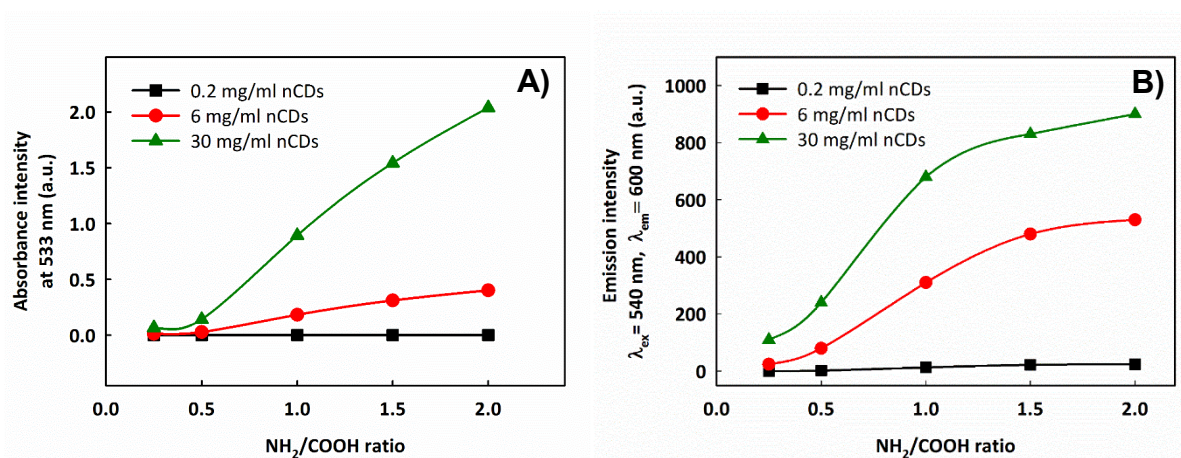 A)
0.2 mg/ml nCDs
6 mg/ml nCDs
30 mg/ml nCDs
Absorbance intensity
at 533 nm (a.u.)
2.0
1.5
1.0
0.5
0.0
0.0 0.5 1.0 1.5 2.0
NH₂/COOH ratio
B)
0.2 mg/ml nCDs
6 mg/ml nCDs
30 mg/ml nCDs
Emission intensity
λex= 540 nm, λem= 600 nm (a.u.)
1000
800
600
400
200
0
0.0 0.5 1.0 1.5 2.0
NH₂/COOH ratio